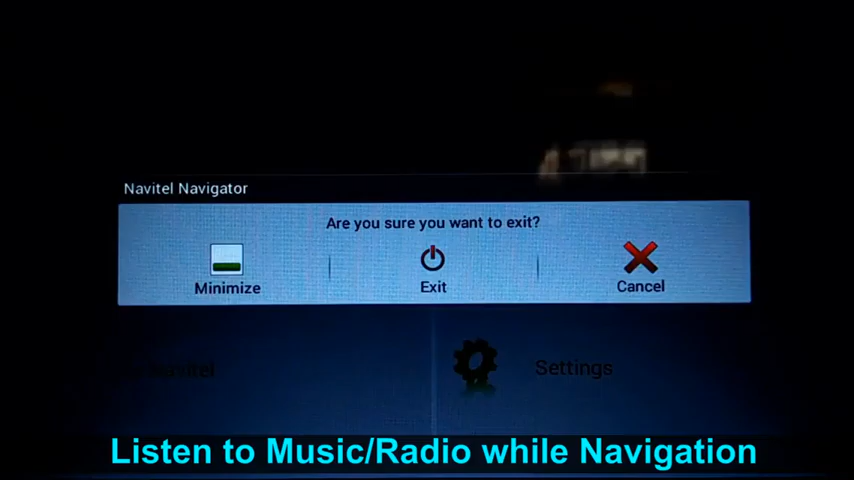 Navitel Navigator
Are you sure you want to exit?
Minimize
Exit
Cancel
Settings
Listen to Music/Radio while Navigation